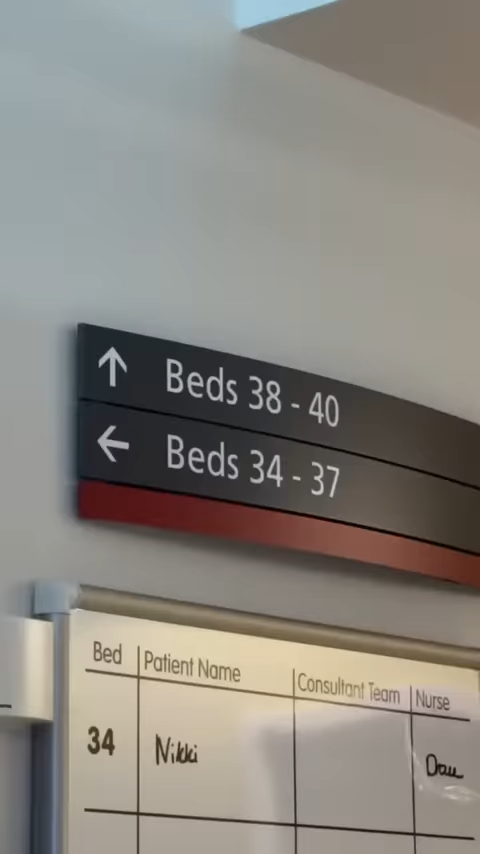 ↑ Beds 38 - 40
← Beds 34 - 37
Bed Patient Name Consultant Team Nurse
34 Nikki